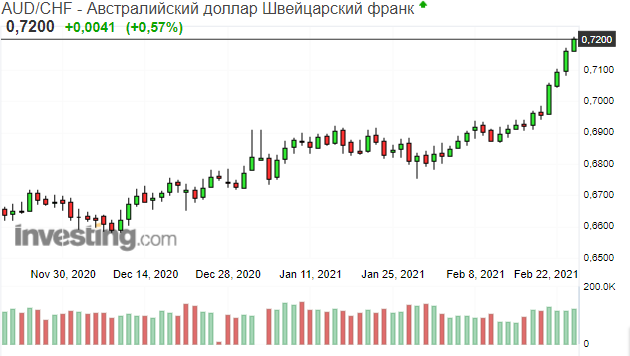 AUD/CHF - Австралийский доллар Швейцарский франк
0,7200 +0,0041 (+0,57%)
0,7200
0,7100
0,7000
0,6900
0,6800
0,6700
0,6600
0,6500
investing.com
Nov 30, 2020 Dec 14, 2020 Dec 28, 2020 Jan 11, 2021 Jan 25, 2021 Feb 8, 2021 Feb 22, 2021
200.0K